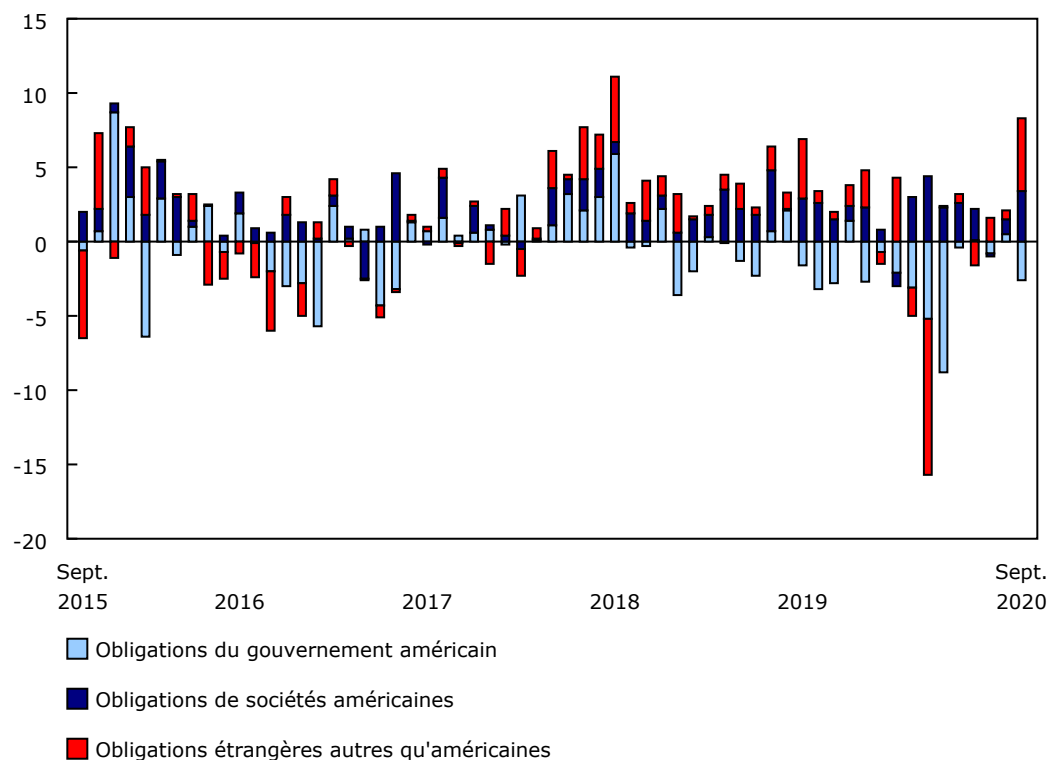 15
10
5
0
-5
-10
-15
-20
Sept. Sept.
2015 2016 2017 2018 2019 2020
Obligations du gouvernement américain
Obligations de sociétés américaines
Obligations étrangères autres qu'américaines